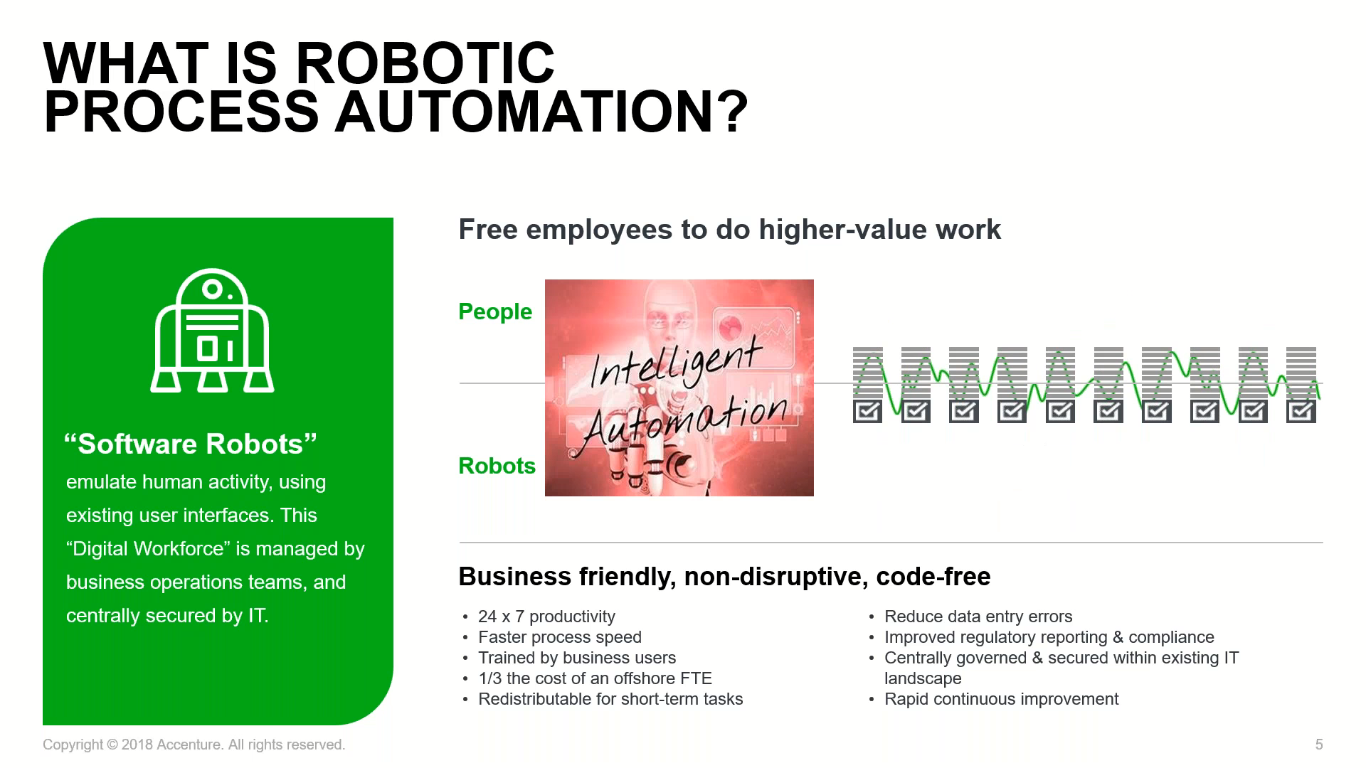 WHAT IS ROBOTIC
PROCESS AUTOMATION?
“Software Robots”
emulate human activity, using
existing user interfaces. This
“Digital Workforce” is managed by
business operations teams, and
centrally secured by IT.
Free employees to do higher-value work
People
Intelligent
Automation
Robots
Business friendly, non-disruptive, code-free
• 24 x 7 productivity
• Faster process speed
• Trained by business users
• 1/3 the cost of an offshore FTE
• Redistributable for short-term tasks
• Reduce data entry errors
• Improved regulatory reporting & compliance
• Centrally governed & secured within existing IT
landscape
• Rapid continuous improvement
Copyright © 2018 Accenture. All rights reserved.
5